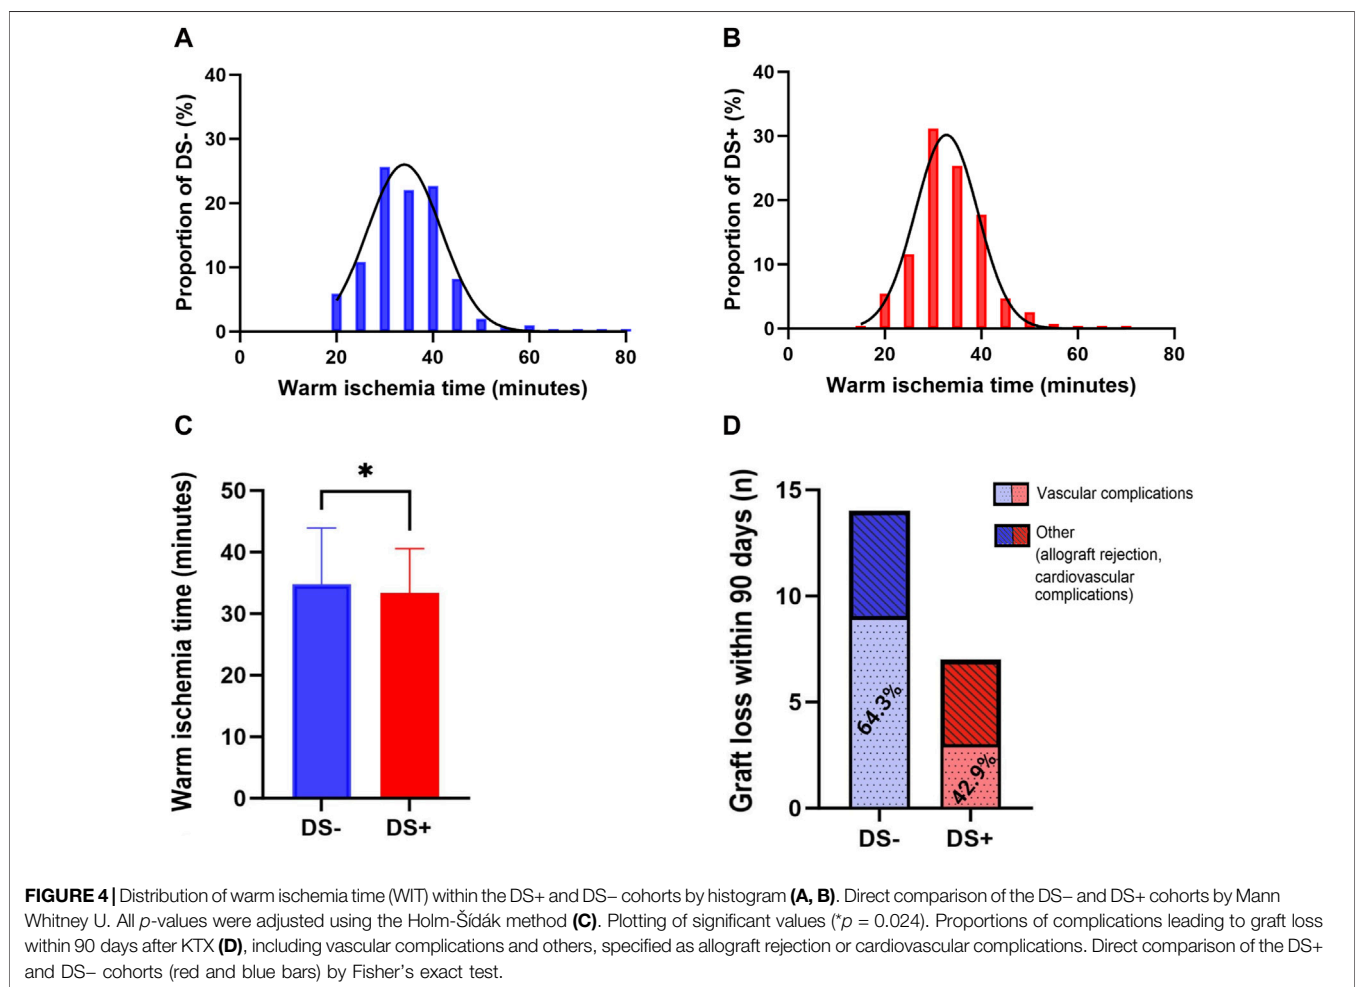 A
40
30
20
10
0
0
20
40
60
80
Proportion of DS- (%)
Warm ischemia time (minutes)
B
40
30
20
10
0
0
20
40
60
80
Proportion of DS+ (%)
Warm ischemia time (minutes)
C
*
50
40
30
20
10
0
Warm ischemia time (minutes)
DS-
DS+
D
15
10
5
0
Graft loss within 90 days (n)
64.3%
42.9%
DS-
DS+
Vascular complications
Other
(allograft rejection,
cardiovascular
complications)
FIGURE 4 | Distribution of warm ischemia time (WIT) within the DS+ and DS− cohorts by histogram (A, B). Direct comparison of the DS− and DS+ cohorts by Mann
Whitney U. All p-values were adjusted using the Holm-Šídák method (C). Plotting of significant values (*p = 0.024). Proportions of complications leading to graft loss
within 90 days after KTX (D), including vascular complications and others, specified as allograft rejection or cardiovascular complications. Direct comparison of the DS+
and DS− cohorts (red and blue bars) by Fisher's exact test.